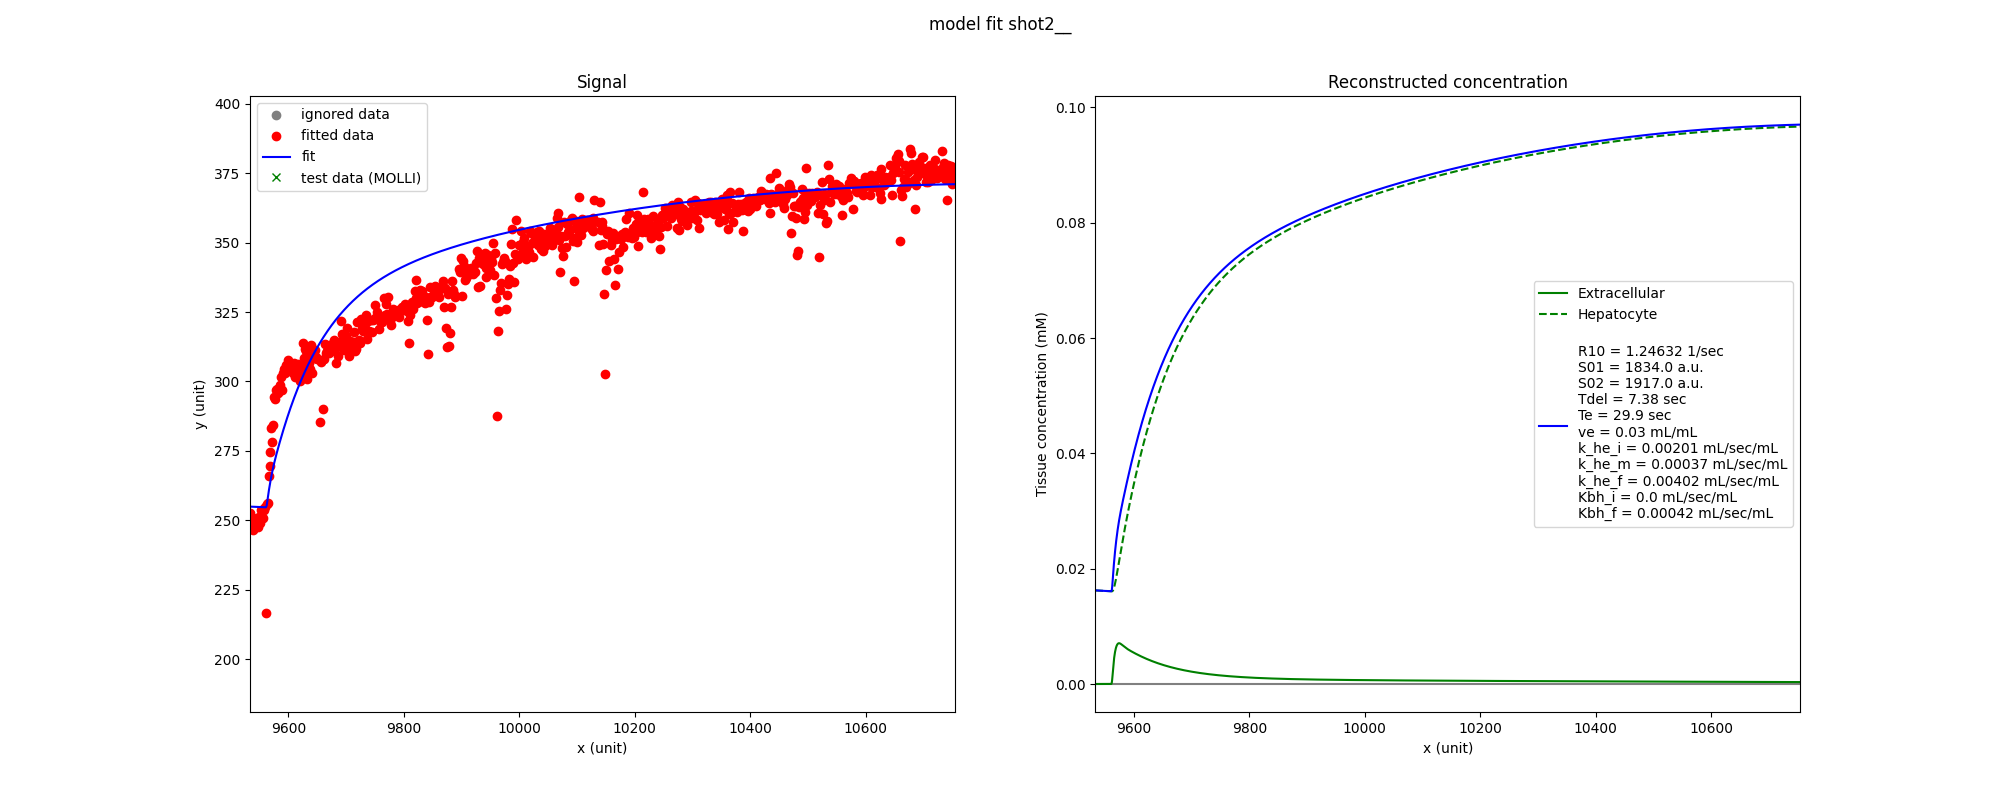 model fit shot2__
Signal
400
375
350
325
300
275
250
225
200
y (unit)
ignored data
fitted data
fit
test data (MOLLI)
9600
9800
10000
10200
10400
10600
x (unit)
Reconstructed concentration
0.10
0.08
0.06
0.04
0.02
0.00
Tissue concentration (mM)
Extracellular
Hepatocyte
R10 = 1.24632 1/sec
S01 = 1834.0 a.u.
S02 = 1917.0 a.u.
Tdel = 7.38 sec
Te = 29.9 sec
ve = 0.03 mL/mL
k_he_i = 0.00201 mL/sec/mL
k_he_m = 0.00037 mL/sec/mL
k_he_f = 0.00402 mL/sec/mL
Kbh_i = 0.0 mL/sec/mL
Kbh_f = 0.00042 mL/sec/mL
9600
9800
10000
10200
10400
10600
x (unit)